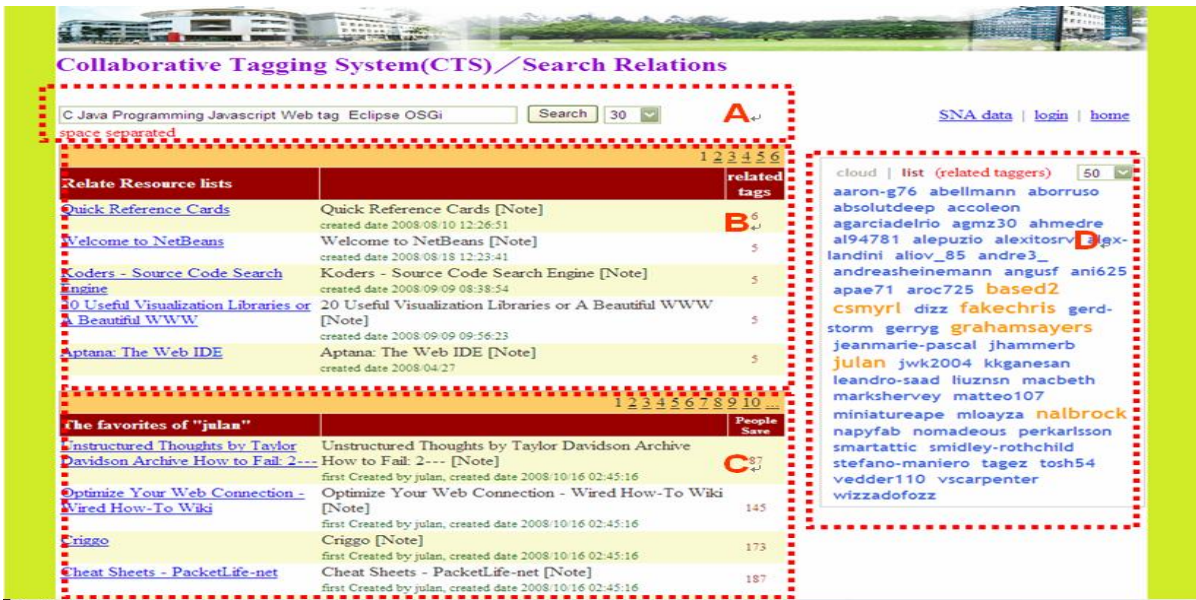 Collaborative Tagging System(CTS)／Search Relations
C Java Programming Javascript Web tag Eclipse OSGi
Search
30
A
space separated
SNA data | login | home
1 2 3 4 5 6
Relate Resource lists
related tags
Quick Reference Cards
Quick Reference Cards [Note]
created date 2008/08/10 12:26:51
6
B
Welcome to NetBeans
Welcome to NetBeans [Note]
created date 2008/08/18 12:23:41
5
Koders - Source Code Search
Engine
Koders - Source Code Search Engine [Note]
created date 2008/09/09 08:38:54
5
20 Useful Visualization Libraries or
A Beautiful WWW
20 Useful Visualization Libraries or A Beautiful WWW
[Note]
created date 2008/09/09 09:56:23
5
Aptana: The Web IDE
Aptana: The Web IDE [Note]
created date 2008/04/27
5
1 2 3 4 5 6 7 8 9 10 ...
The favorites of "julan"
People
Save
Unstructured Thoughts by Taylor
Davidson Archive How to Fail: 2---
Unstructured Thoughts by Taylor Davidson Archive
How to Fail: 2--- [Note]
first Created by julan, created date 2008/10/16 02:45:16
C
87
Optimize Your Web Connection -
Wired How-To Wiki
Optimize Your Web Connection - Wired How-To Wiki
[Note]
first Created by julan, created date 2008/10/16 02:45:16
145
Criggo
Criggo [Note]
first Created by julan, created date 2008/10/16 02:45:16
173
Cheat Sheets - PacketLife-net
Cheat Sheets - PacketLife-net [Note]
first Created by julan, created date 2008/10/16 02:45:16
187
cloud | list (related taggers)
50
aaron-g76 abellmann aborruso
absolutdeep accoleon
agarciadelrio agmz30 ahmedre
al94781 alepuzio alexitosrv alex-
landini aliov_85 andre3_
D
andreasheinemann angusf ani625
apae71 aroc725 based2
csmyrl dizz fakechris gerd-
storm gerryg grahamsayers
jeanmarie-pascal jhammerb
julan jwk2004 kkganesan
leandro-saad liuznsn macbeth
markshervey matteo107
miniatureape mloayza nalbrock
napyfab nomadeous perkarlsson
smartattic smidley-rothchild
stefano-maniero tagez tosh54
vedder110 vscarpenter
wizzadofozz